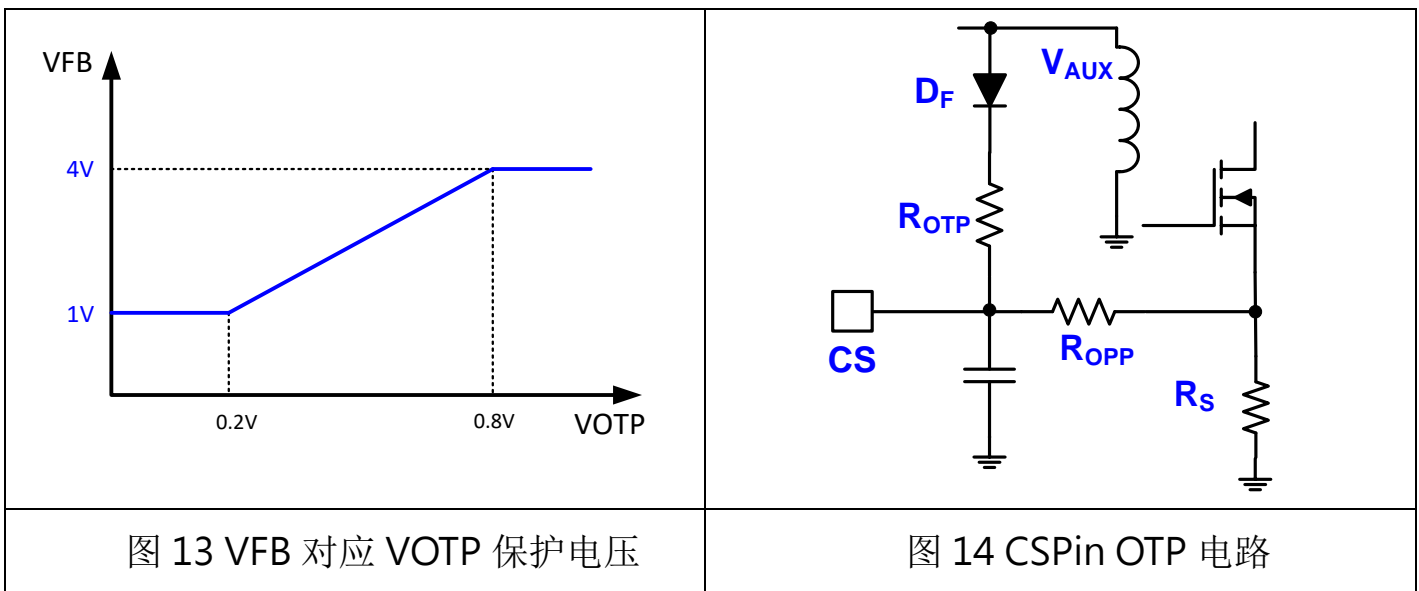 VFB
4V
1V
0.2V
0.8V
VOTP
VAUX
DF
ROTP
CS
ROPP
RS
图 13 VFB 对应 VOTP 保护电压
图 14 CSPin OTP 电路